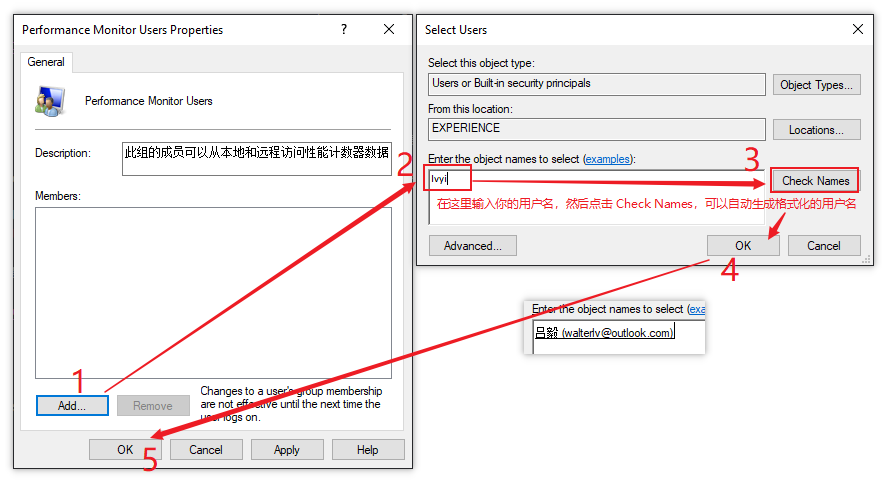 Performance Monitor Users Properties
?
General
Performance Monitor Users
Description:
此组的成员可以从本地和远程访问性能计数器数据
Members:
1
Add...
Remove
Changes to a user's group membership
are not effective until the next time the
user logs on.
OK
Cancel
Apply
Help
5
Select Users
Select this object type:
Users or Built-in security principals
Object Types...
From this location:
EXPERIENCE
Locations...
Enter the object names to select (examples):
2
3
lvyi
Check Names
在这里输入你的用户名，然后点击 Check Names，可以自动生成格式化的用户名
Advanced...
OK
Cancel
4
Enter the object names to select (exa
吕毅 (walterlv@outlook.com)